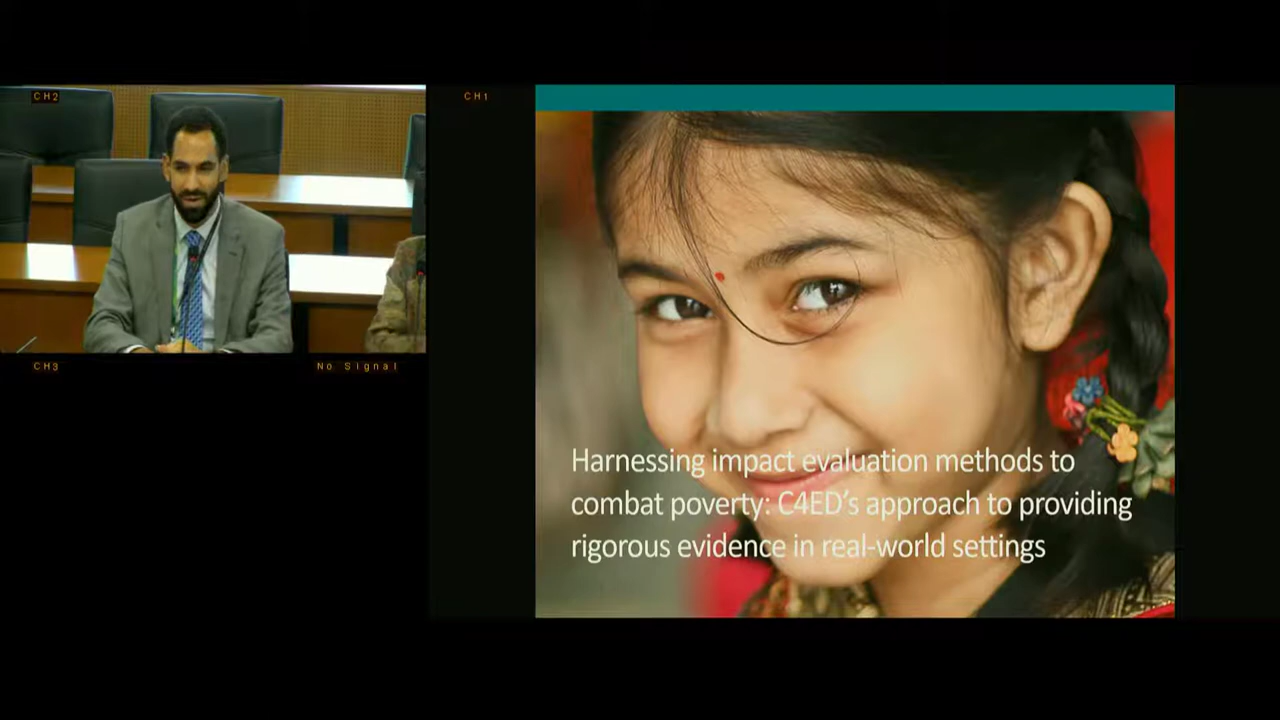 CH2
CH1
CH3
No Signal
Harnessing impact evaluation methods to
combat poverty: C4ED's approach to providing
rigorous evidence in real-world settings